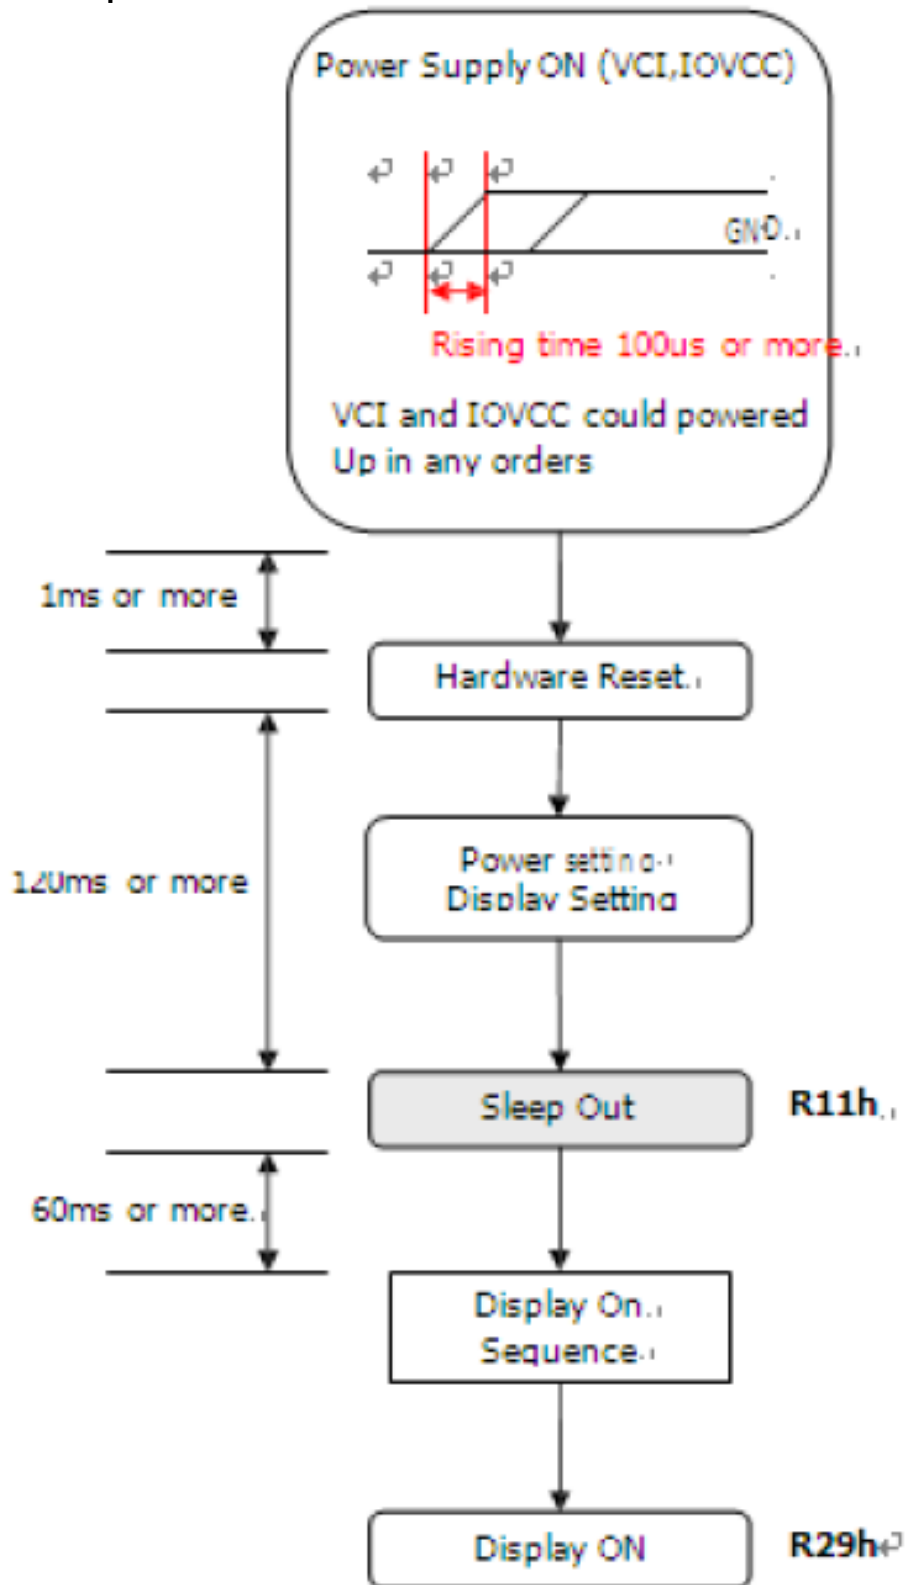 Power Supply ON (VCI,IOVCC)
GND
Rising time 100us or more.
VCI and IOVCC could powered
Up in any orders
1ms or more
Hardware Reset.
120ms or more
Power setting
Display Setting
Sleep Out
R11h
60ms or more.
Display On
Sequence
Display ON
R29h